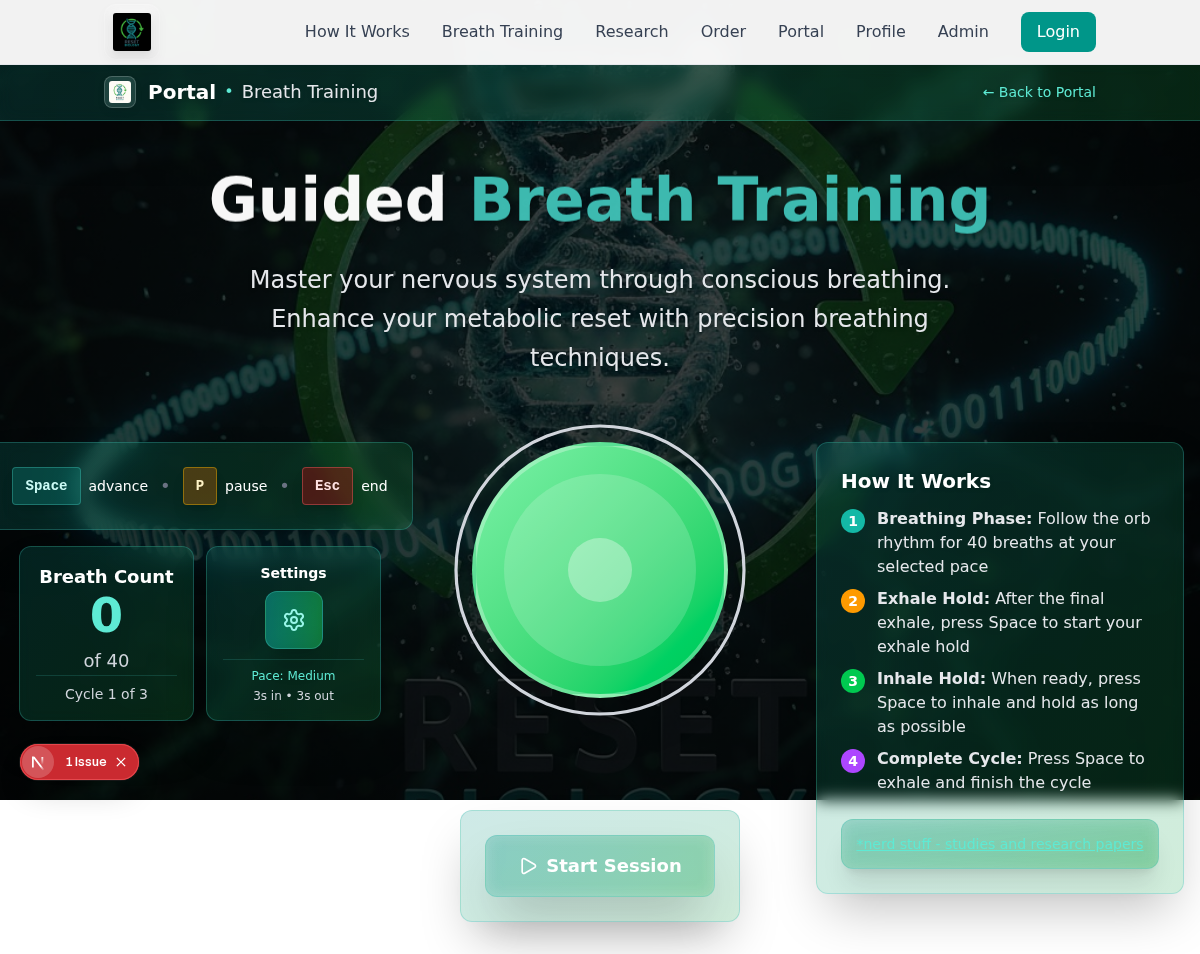 How It Works
Breath Training
Research
Order
Portal
Profile
Admin
Login
Portal • Breath Training
← Back to Portal
Guided Breath Training
Master your nervous system through conscious breathing.
Enhance your metabolic reset with precision breathing
techniques.
Space advance • P pause • Esc end
Breath Count
0
of 40
Cycle 1 of 3
Settings
Pace: Medium
3s in • 3s out
1 Issue
Start Session
How It Works
1 Breathing Phase: Follow the orb
rhythm for 40 breaths at your
selected pace
2 Exhale Hold: After the final
exhale, press Space to start your
exhale hold
3 Inhale Hold: When ready, press
Space to inhale and hold as long
as possible
4 Complete Cycle: Press Space to
exhale and finish the cycle
*nerd stuff - studies and research papers
RESET
BIOLOGY